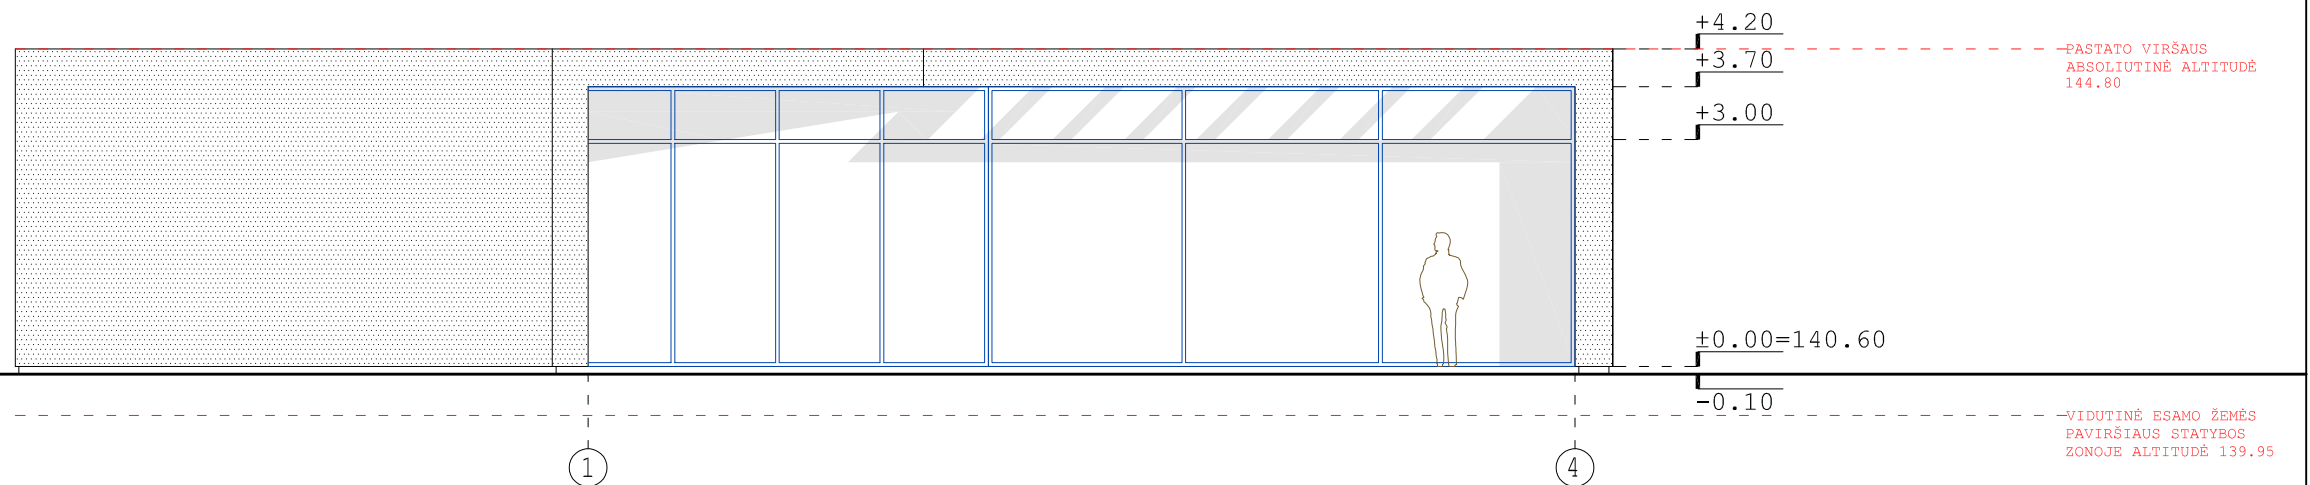 +4.20
+3.70
+3.00
±0.00=140.60
-0.10
PASTATO VIRŠAUS
ABSOLIUTINĖ ALTITUDĖ
144.80
VIDUTINĖ ESAMO ŽEMĖS
PAVIRŠIAUS STATYBOS
ZONOJE ALTITUDĖ 139.95
1
4